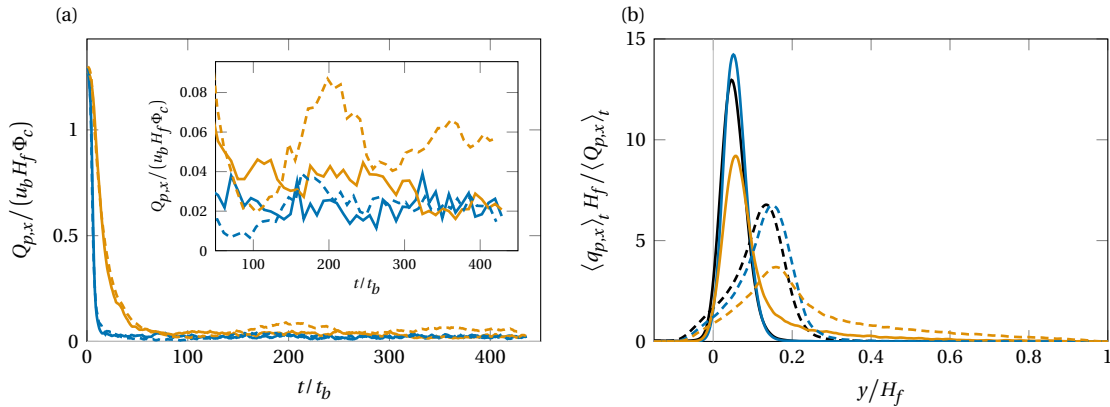 (a)
Q_{p,x} / (u_b H_f Φ_c)
1
0.5
0
0 100 200 300 400
t/t_b
Q_{p,x} / (u_b H_f Φ_c)
0.08
0.06
0.04
0.02
0
100 200 300 400
t/t_b
(b)
⟨q_{p,x}⟩_t H_f / ⟨Q_{p,x}⟩_t
15
10
5
0
0 0.2 0.4 0.6 0.8 1
y/H_f